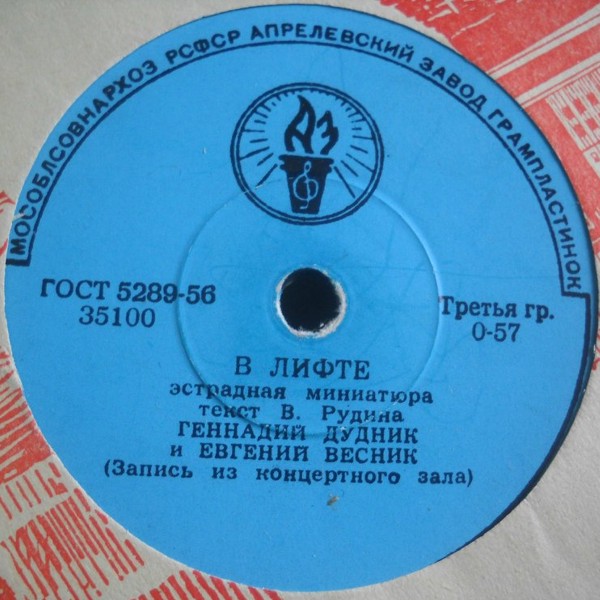 МОСОБЛСОВНАРХОЗ РСФСР АПРЕЛЕВСКИЙ ЗАВОД ГРАМПЛАСТИНОК
АЗ
ГОСТ 5289-56
35100
Третья гр.
0-57
В ЛИФТЕ
эстрадная миниатюра
текст В. Рудина
ГЕННАДИЙ ДУДНИК
и ЕВГЕНИЙ ВЕСНИК
(Запись из концертного зала)